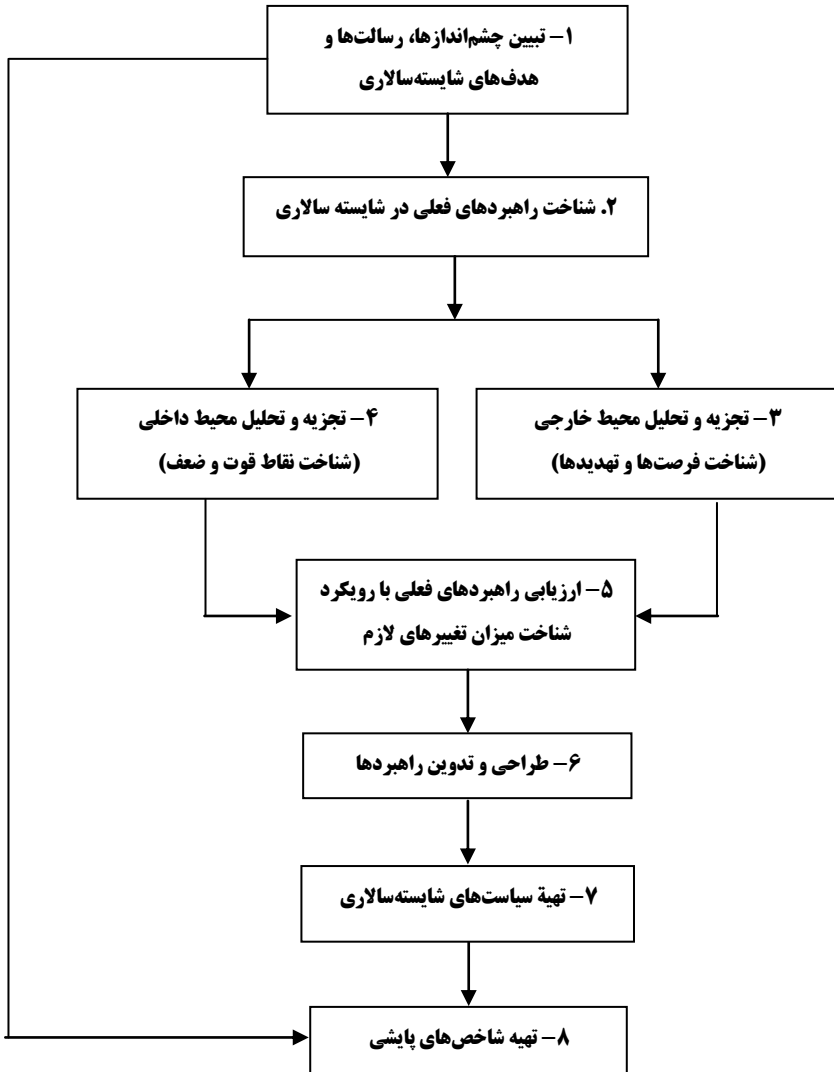 ۱– تبیین چشم‌اندازها، رسالت‌ها و
هدف‌های شایسته‌سالاری
۲. شناخت راهبردهای فعلی در شایسته سالاری
۳– تجزیه و تحلیل محیط خارجی
(شناخت فرصت‌ها و تهدیدها)
۴– تجزیه و تحلیل محیط داخلی
(شناخت نقاط قوت و ضعف)
۵– ارزیابی راهبردهای فعلی با رویکرد
شناخت میزان تغییرهای لازم
۶– طراحی و تدوین راهبردها
۷– تهیة سیاست‌های شایسته‌سالاری
۸– تهیه شاخص‌های پایشی